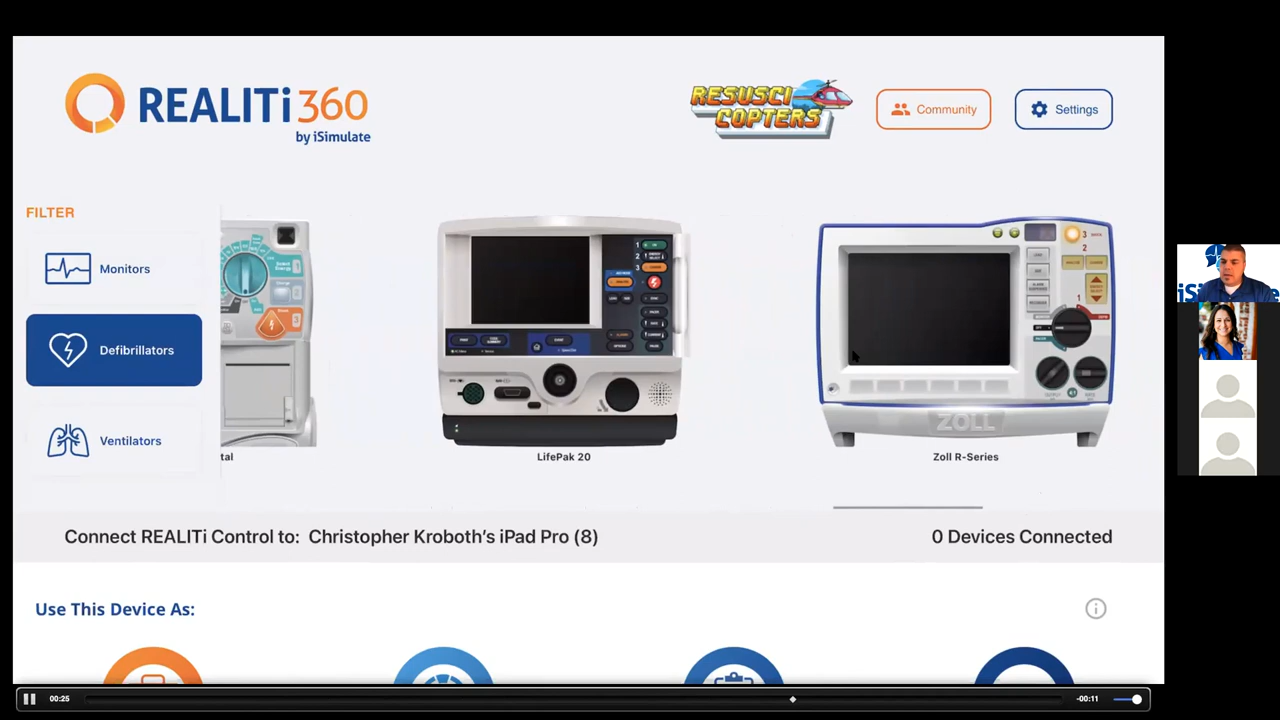 REALITi 360
by iSimulate
RESUSCI
COPTERS
Community
Settings
FILTER
Monitors
Defibrillators
Ventilators
tal
LifePak 20
ZOLL
Zoll R-Series
Connect REALITi Control to: Christopher Kroboth's iPad Pro (8)
0 Devices Connected
Use This Device As:
00:25
-00:11